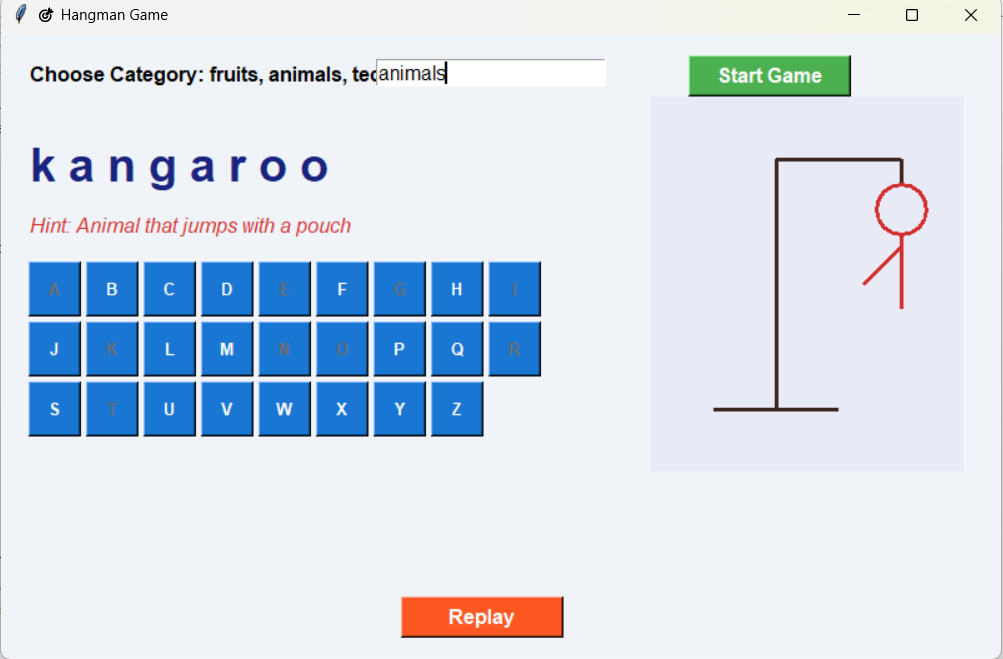 Hangman Game
Choose Category: fruits, animals, tec
animals
Start Game
k a n g a r o o
Hint: Animal that jumps with a pouch
A B C D E F G H I
J K L M N O P Q R
S T U V W X Y Z
Replay